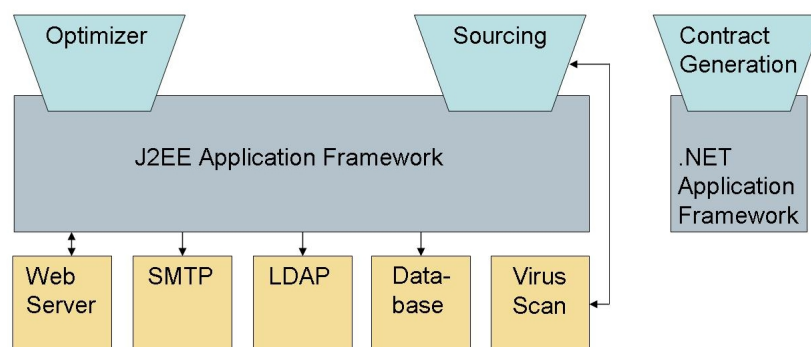 Optimizer
Sourcing
Contract
Generation
J2EE Application Framework
.NET
Application
Framework
Web
Server
SMTP
LDAP
Data-
base
Virus
Scan